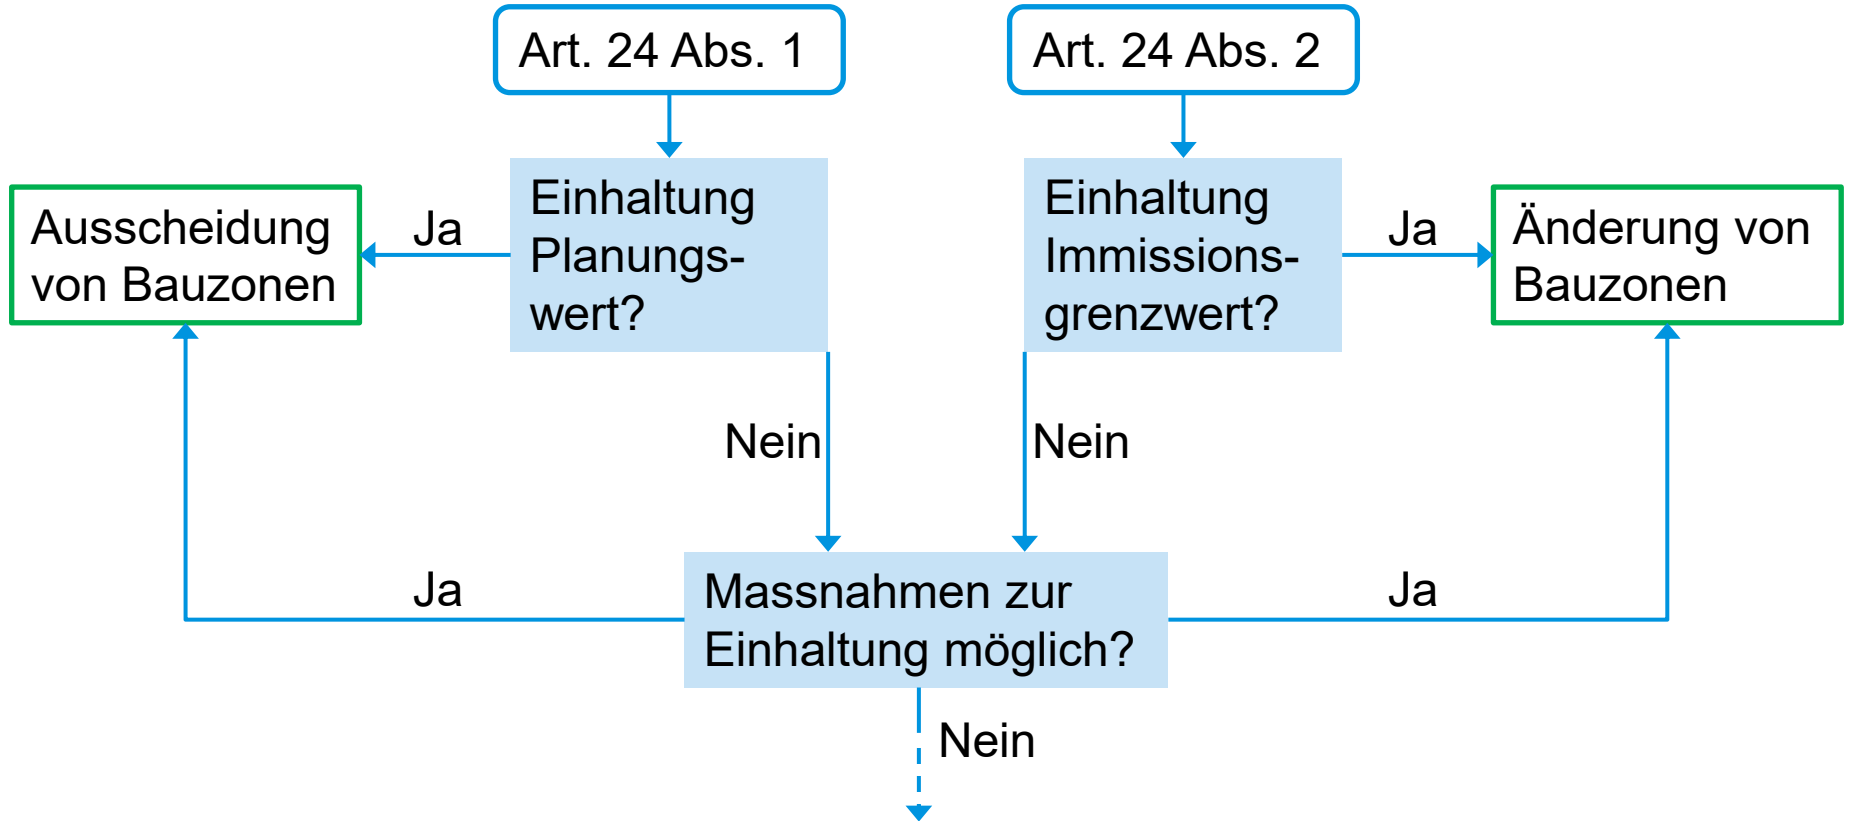 Art. 24 Abs. 1
Art. 24 Abs. 2
Ausscheidung
von Bauzonen
Ja
Einhaltung
Planungs-
wert?
Einhaltung
Immissions-
grenzwert?
Ja
Änderung von
Bauzonen
Nein
Nein
Ja
Massnahmen zur
Einhaltung möglich?
Ja
Nein